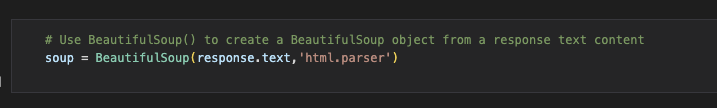 # Use BeautifulSoup() to create a BeautifulSoup object from a response text content
soup = BeautifulSoup(response.text,'html.parser')